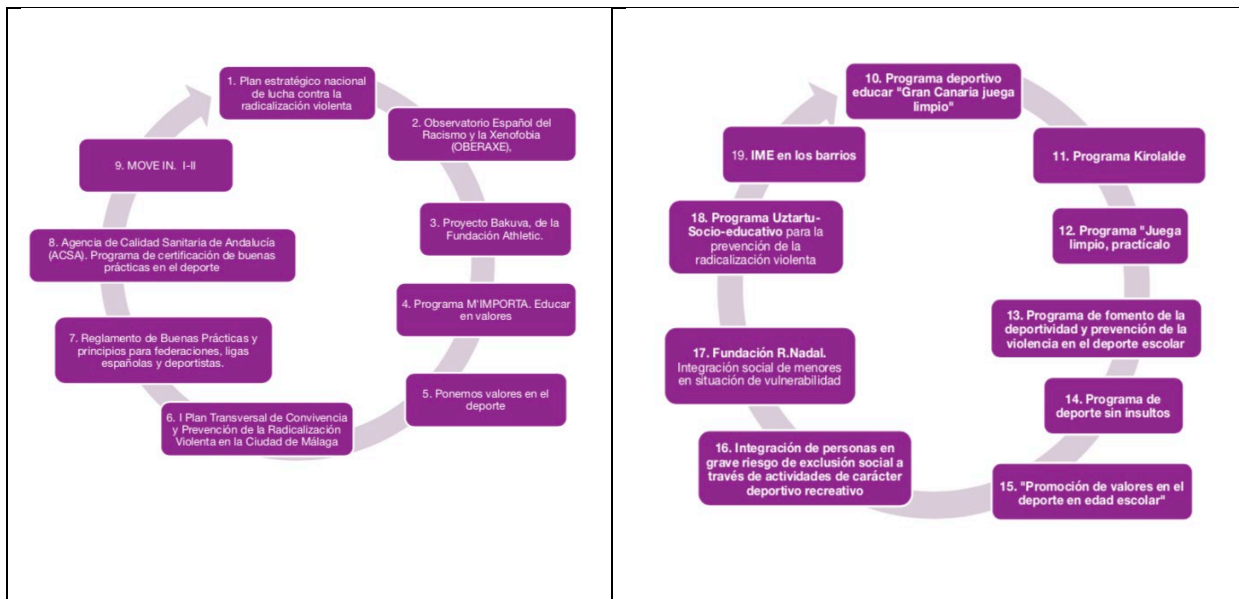 1. Plan estratégico nacional
de lucha contra la
radicalización violenta
2. Observatorio Español del
Racismo y la Xenofobia
(OBERAXE),
3. Proyecto Bakuva, de la
Fundación Athletic.
4. Programa M'IMPORTA. Educar
en valores
5. Ponemos valores en el
deporte
6. I Plan Transversal de Convivencia
y Prevención de la Radicalización
Violenta en la Ciudad de Málaga
7. Reglamento de Buenas Prácticas y
principios para federaciones, ligas
españolas y deportistas.
8. Agencia de Calidad Sanitaria de Andalucía
(ACSA). Programa de certificación de buenas
prácticas en el deporte
9. MOVE IN. I-II
10. Programa deportivo
educar "Gran Canaria juega
limpio"
11. Programa Kirolalde
12. Programa "Juega
limpio, practícalo
13. Programa de fomento de la
deportividad y prevención de la
violencia en el deporte escolar
14. Programa de
deporte sin insultos
15. "Promoción de valores en el
deporte en edad escolar"
16. Integración de personas en
grave riesgo de exclusión social a
través de actividades de carácter
deportivo recreativo
17. Fundación R.Nadal.
Integración social de menores
en situación de vulnerabilidad
18. Programa Uztartu-
Socio-educativo para la
prevención de la
radicalización violenta
19. IME en los barrios